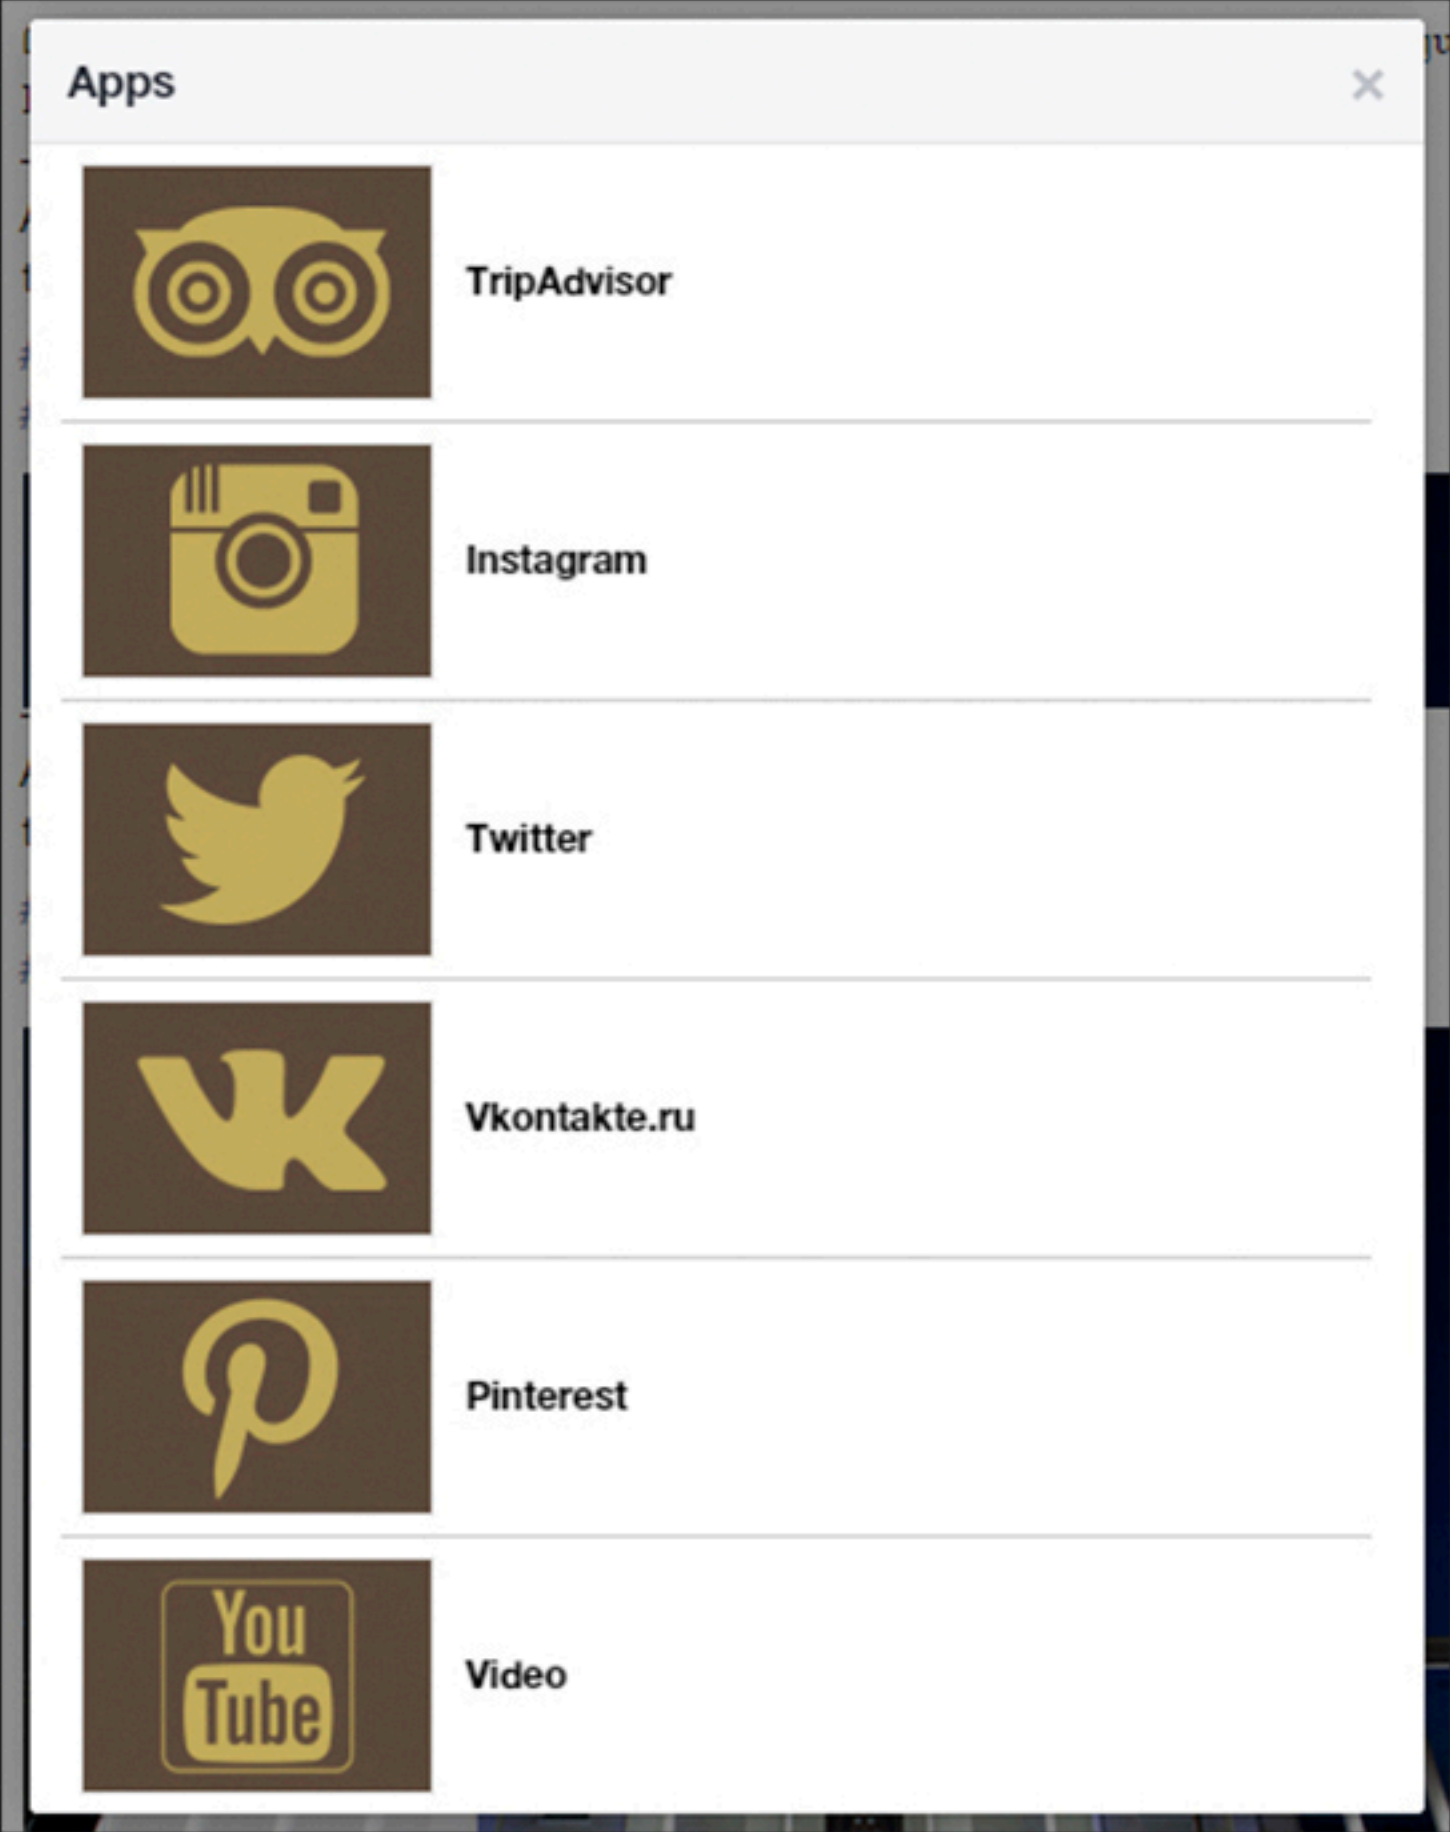 Apps
TripAdvisor
Instagram
Twitter
Vkontakte.ru
Pinterest
You
Tube
Video